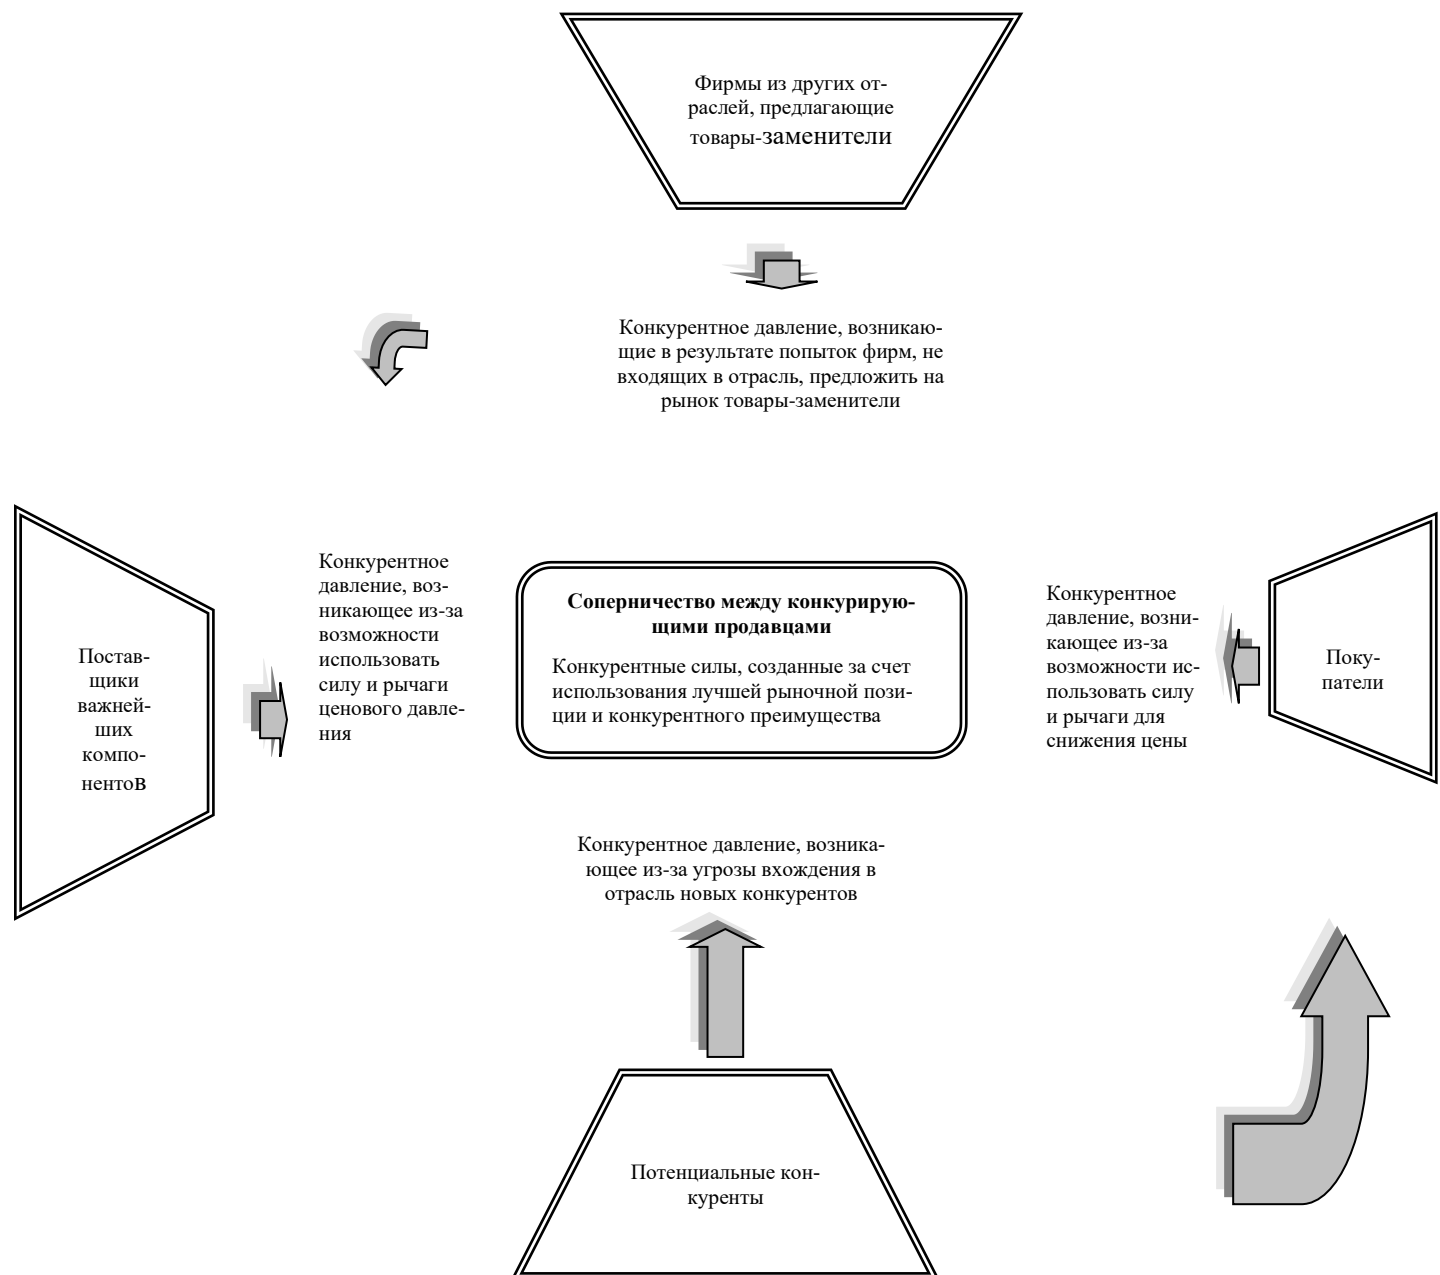 Фирмы из других от-
раслей, предлагающие
товары-заменители
Конкурентное давление, возникаю-
щие в результате попыток фирм, не
входящих в отрасль, предложить на
рынок товары-заменители
Постав-
щики
важней-
ших
компо-
нентов
Конкурентное
давление, воз-
никающее из-за
возможности
использовать
силу и рычаги
ценового давле-
ния
Соперничество между конкурирую-
щими продавцами
Конкурентные силы, созданные за счет
использования лучшей рыночной пози-
ции и конкурентного преимущества
Конкурентное
давление, возни-
кающее из-за
возможности ис-
пользовать силу
и рычаги для
снижения цены
Поку-
патели
Конкурентное давление, возника-
ющее из-за угрозы вхождения в
отрасль новых конкурентов
Потенциальные кон-
куренты